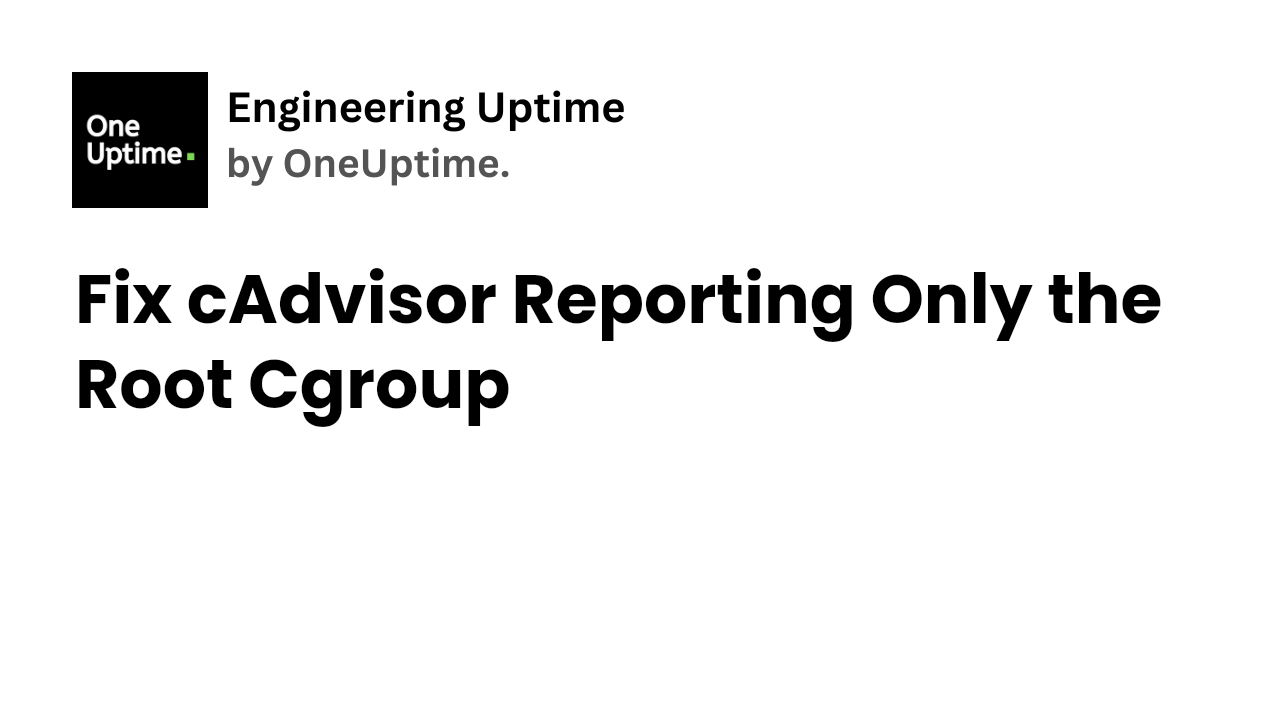 One
Uptime.
Engineering Uptime
by OneUptime.
Fix cAdvisor Reporting Only the
Root Cgroup